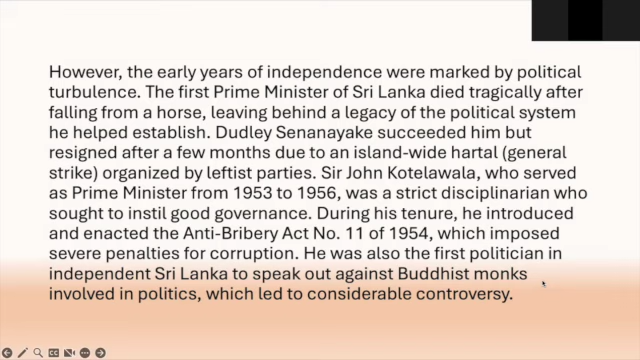 However, the early years of independence were marked by political
turbulence. The first Prime Minister of Sri Lanka died tragically after
falling from a horse, leaving behind a legacy of the political system
he helped establish. Dudley Senanayake succeeded him but
resigned after a few months due to an island-wide hartal (general
strike) organized by leftist parties. Sir John Kotelawala, who served
as Prime Minister from 1953 to 1956, was a strict disciplinarian who
sought to instil good governance. During his tenure, he introduced
and enacted the Anti-Bribery Act No. 11 of 1954, which imposed
severe penalties for corruption. He was also the first politician in
independent Sri Lanka to speak out against Buddhist monks
involved in politics, which led to considerable controversy.